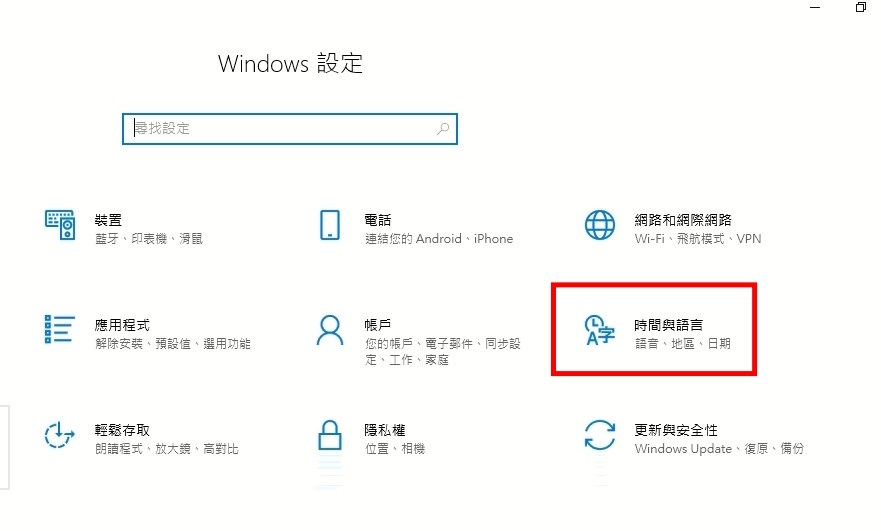 Windows 設定
尋找設定
裝置
藍牙、印表機、滑鼠
電話
連結您的 Android、iPhone
網路和網際網路
Wi-Fi、飛航模式、VPN
應用程式
解除安裝、預設值、選用功能
帳戶
您的帳戶、電子郵件、同步設
定、工作、家庭
時間與語言
語音、地區、日期
輕鬆存取
朗讀程式、放大鏡、高對比
隱私權
位置、相機
更新與安全性
Windows Update、復原、備份